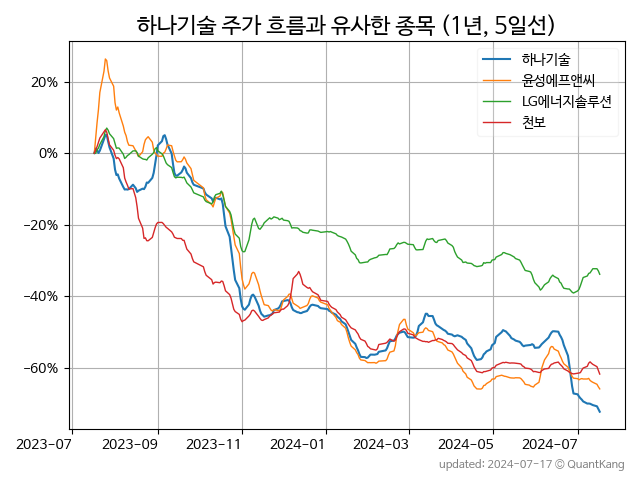 하나기술 주가 흐름과 유사한 종목 (1년, 5일선)
하나기술
윤성에프앤씨
LG에너지솔루션
천보
20%
0%
−20%
−40%
−60%
2023-07
2023-09
2023-11
2024-01
2024-03
2024-05
2024-07
updated: 2024-07-17 © QuantKang